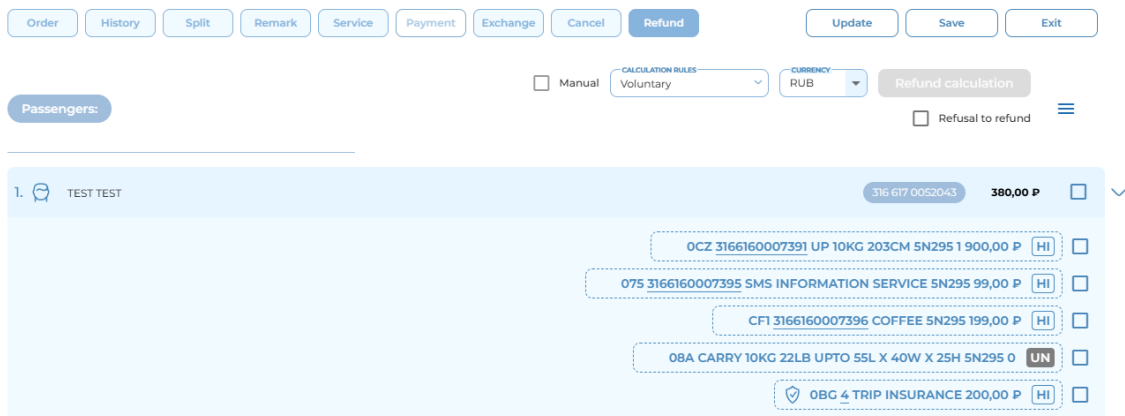 Order History Split Remark Service Payment Exchange Cancel Refund Update Save Exit
Manual CALCULATION RULES Voluntary CURRENCY RUB Refund calculation
Passengers:
Refusal to refund
1. TEST TEST 316 617 0052043 380,00 ₽
0CZ 3166160007391 UP 10KG 203CM 5N295 1 900,00 ₽ HI
075 3166160007395 SMS INFORMATION SERVICE 5N295 99,00 ₽ HI
CF1 3166160007396 COFFEE 5N295 199,00 ₽ HI
08A CARRY 10KG 22LB UPTO 55L X 40W X 25H 5N295 0 UN
0BG 4 TRIP INSURANCE 200,00 ₽ HI